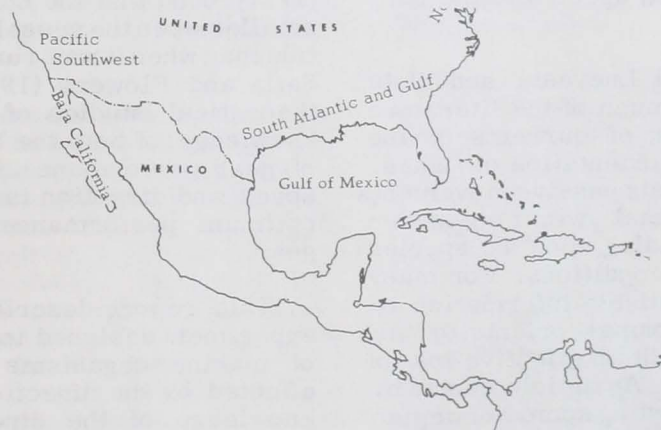 UNITED STATES
Pacific
Southwest
South Atlantic and Gulf
Baja California
MEXICO
Gulf of Mexico